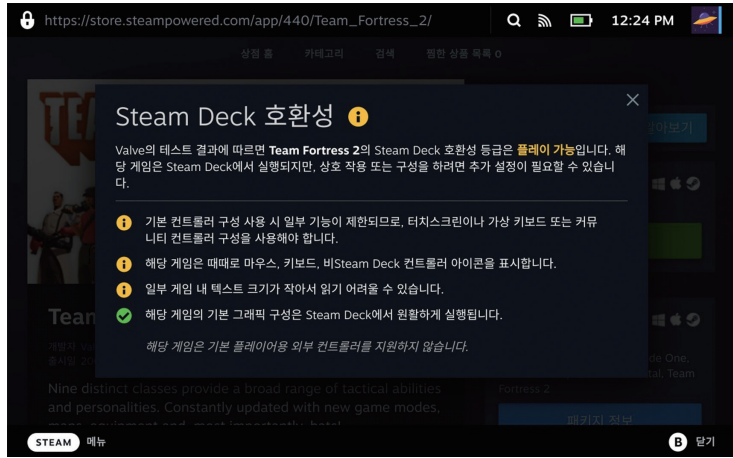 https://store.steampowered.com/app/440/Team_Fortress_2/
12:24 PM
상점 홈 카테고리 검색 찜한 상품 목록 0
Steam Deck 호환성
Valve의 테스트 결과에 따르면 Team Fortress 2의 Steam Deck 호환성 등급은 플레이 가능입니다. 해
당 게임은 Steam Deck에서 실행되지만, 상호 작용 또는 구성을 하려면 추가 설정이 필요할 수 있습니
다.
기본 컨트롤러 구성 사용 시 일부 기능이 제한되므로, 터치스크린이나 가상 키보드 또는 커뮤
니티 컨트롤러 구성을 사용해야 합니다.
해당 게임은 때때로 마우스, 키보드, 비Steam Deck 컨트롤러 아이콘을 표시합니다.
일부 게임 내 텍스트 크기가 작아서 읽기 어려울 수 있습니다.
해당 게임의 기본 그래픽 구성은 Steam Deck에서 원활하게 실행됩니다.
해당 게임은 기본 플레이어용 외부 컨트롤러를 지원하지 않습니다.
Team
개발자
출시일
Nine distinct classes provide a broad range of tactical abilities
and personalities. Constantly updated with new game modes,
maps, equipment and, most importantly, hats!
Team
Fortress 2
패키지 정보
STEAM 메뉴
B 닫기